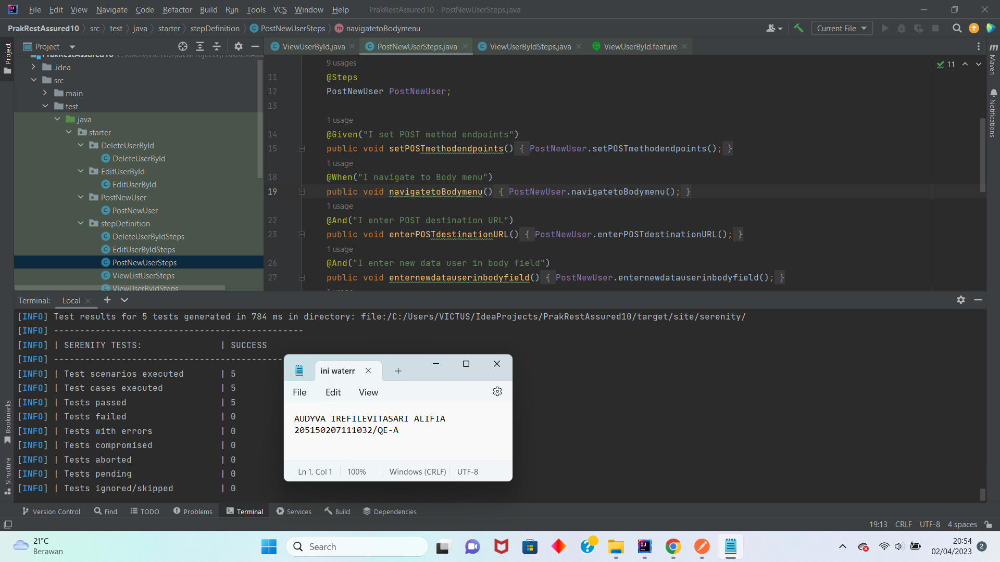 File Edit View Navigate Code Refactor Build Run Tools VCS Window Help PrakRestAssured10 - PostNewUserSteps.java
PrakRestAssured10 src test java starter stepDefinition PostNewUserSteps navigatetoBodymenu Current File
Project
ViewUserById.java PostNewUserSteps.java ViewUserByIdSteps.java ViewUserById.feature
Project
Bookmarks
Structure
Maven
Notifications
.idea
src
main
test
java
starter
DeleteUserById
DeleteUserById
EditUserById
EditUserById
PostNewUser
PostNewUser
stepDefinition
DeleteUserByIdSteps
EditUserByIdSteps
PostNewUserSteps
ViewListUserSteps
ViewUserByIdSteps
9 usages
11 @Steps
12 PostNewUser PostNewUser;
13
1 usage
14 @Given("I set POST method endpoints")
15 public void setPOSTmethodendpoints() { PostNewUser.setPOSTmethodendpoints(); }
1 usage
18 @When("I navigate to Body menu")
19 public void navigatetoBodymenu() { PostNewUser.navigatetoBodymenu(); }
1 usage
22 @And("I enter POST destination URL")
23 public void enterPOSTdestinationURL() { PostNewUser.enterPOSTdestinationURL(); }
1 usage
26 @And("I enter new data user in body field")
27 public void enternewdatauserinbodyfield() { PostNewUser.enternewdatauserinbodyfield(); }
11
Terminal: Local
[INFO] Test results for 5 tests generated in 784 ms in directory: file:/C:/Users/VICTUS/IdeaProjects/PrakRestAssured10/target/site/serenity/
[INFO] ------------------------------------------------
[INFO] | SERENITY TESTS: | SUCCESS
[INFO] --------------------------------------------
[INFO] | Test scenarios executed | 5
[INFO] | Test cases executed | 5
[INFO] | Tests passed | 5
[INFO] | Tests failed | 0
[INFO] | Tests with errors | 0
[INFO] | Tests compromised | 0
[INFO] | Tests aborted | 0
[INFO] | Tests pending | 0
[INFO] | Tests ignored/skipped | 0
ini watern
File Edit View
AUDYVA IREFILEVITASARI ALIFIA
205150207111032/QE-A
Ln 1, Col 1 100% Windows (CRLF) UTF-8
Version Control Find TODO Problems Terminal Services Build Dependencies
19:13 CRLF UTF-8 4 spaces
21°C
Berawan
Search
20:54
02/04/2023
2